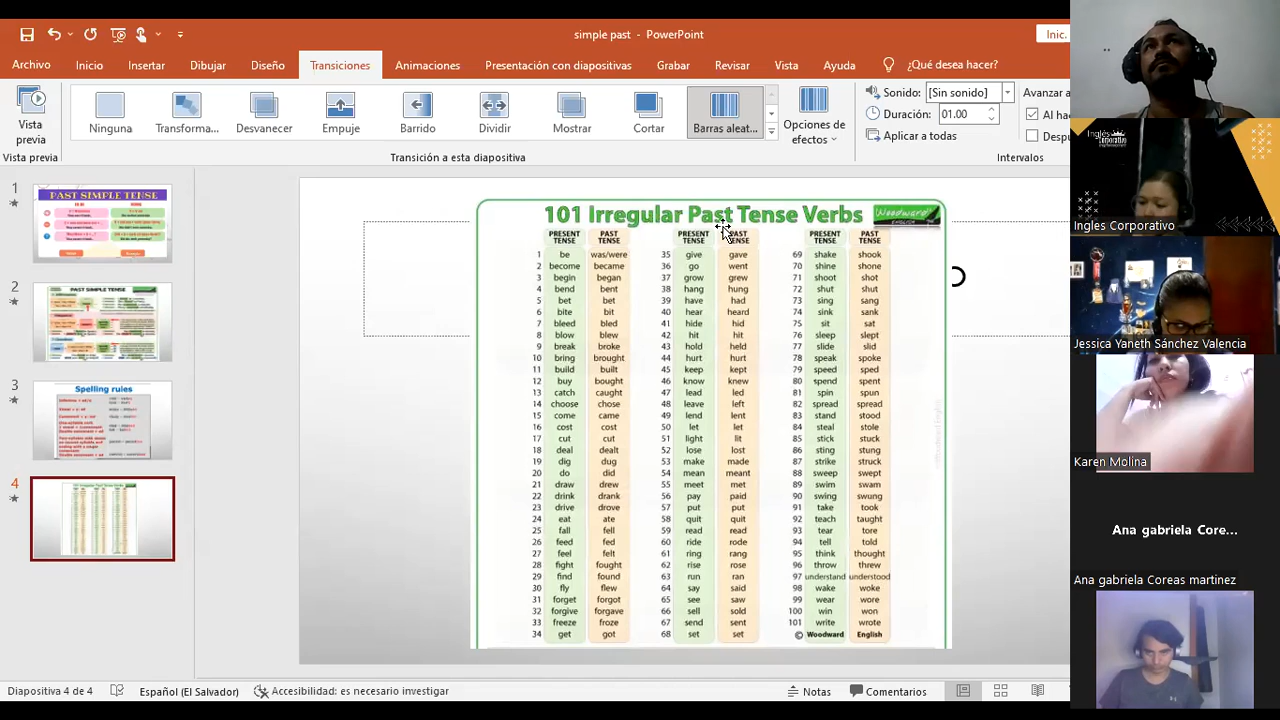 simple past - PowerPoint
Inic.
Archivo Inicio Insertar Dibujar Diseño Transiciones Animaciones Presentación con diapositivas Grabar Revisar Vista Ayuda ¿Qué desea hacer?
Vista previa
Ninguna Transforma... Desvanecer Empuje Barrido Dividir Mostrar Cortar Barras aleat...
Opciones de efectos
Sonido: [Sin sonido]
Duración: 01.00
Aplicar a todas
Avanzar a
Al ha
Despu
Vista previa Transición a esta diapositiva Intervalos
1
PAST SIMPLE TENSE
2
PAST SIMPLE TENSE
3
Spelling rules
4
101 Irregular Past Tense Verbs
Woodward
ENGLISH
PRESENT TENSE PAST TENSE PRESENT TENSE PAST TENSE PRESENT TENSE PAST TENSE
1 be was/were 35 give gave 69 shake shook
2 become became 36 go went 70 shine shone
3 begin began 37 grow grew 71 shoot shot
4 bend bent 38 hang hung 72 shut shut
5 bet bet 39 have had 72 sing sang
6 bite bit 40 hear heard 74 sink sank
7 bleed bled 41 hide hid 75 sit sat
8 blow blew 42 hit hit 76 sleep slept
9 break broke 43 hold held 77 slide slid
10 bring brought 44 hurt hurt 78 speak spoke
11 build built 45 keep kept 79 speed sped
12 buy bought 46 know knew 80 spend spent
13 catch caught 47 lead led 81 spin spun
14 choose chose 48 leave left 82 spread spread
15 come came 49 lend lent 83 stand stood
16 cost cost 50 let let 84 steal stole
17 cut cut 51 light lit 85 stick stuck
18 deal dealt 52 lose lost 86 sting stung
19 dig dug 53 make made 87 strike struck
20 do did 54 mean meant 88 sweep swept
21 draw drew 55 meet met 89 swim swam
22 drink drank 56 pay paid 90 swing swung
23 drive drove 57 put put 91 take took
24 eat ate 58 quit quit 92 teach taught
25 fall fell 59 read read 93 tear tore
26 feed fed 60 ride rode 94 tell told
27 feel felt 61 ring rang 95 think thought
28 fight fought 62 rise rose 96 throw threw
29 find found 63 run ran 97 understand understood
30 fly flew 64 say said 98 wake woke
31 forget forgot 65 see saw 99 wear wore
32 forgive forgave 66 sell sold 100 win won
33 freeze froze 67 send sent 101 write wrote
34 get got 68 set set © Woodward English
Diapositiva 4 de 4 Español (El Salvador) Accesibilidad: es necesario investigar Notas Comentarios
Inglés Corporativo
Ingles Corporativo
Jessica Yaneth Sánchez Valencia
Karen Molina
Ana gabriela Core...
Ana gabriela Coreas martinez